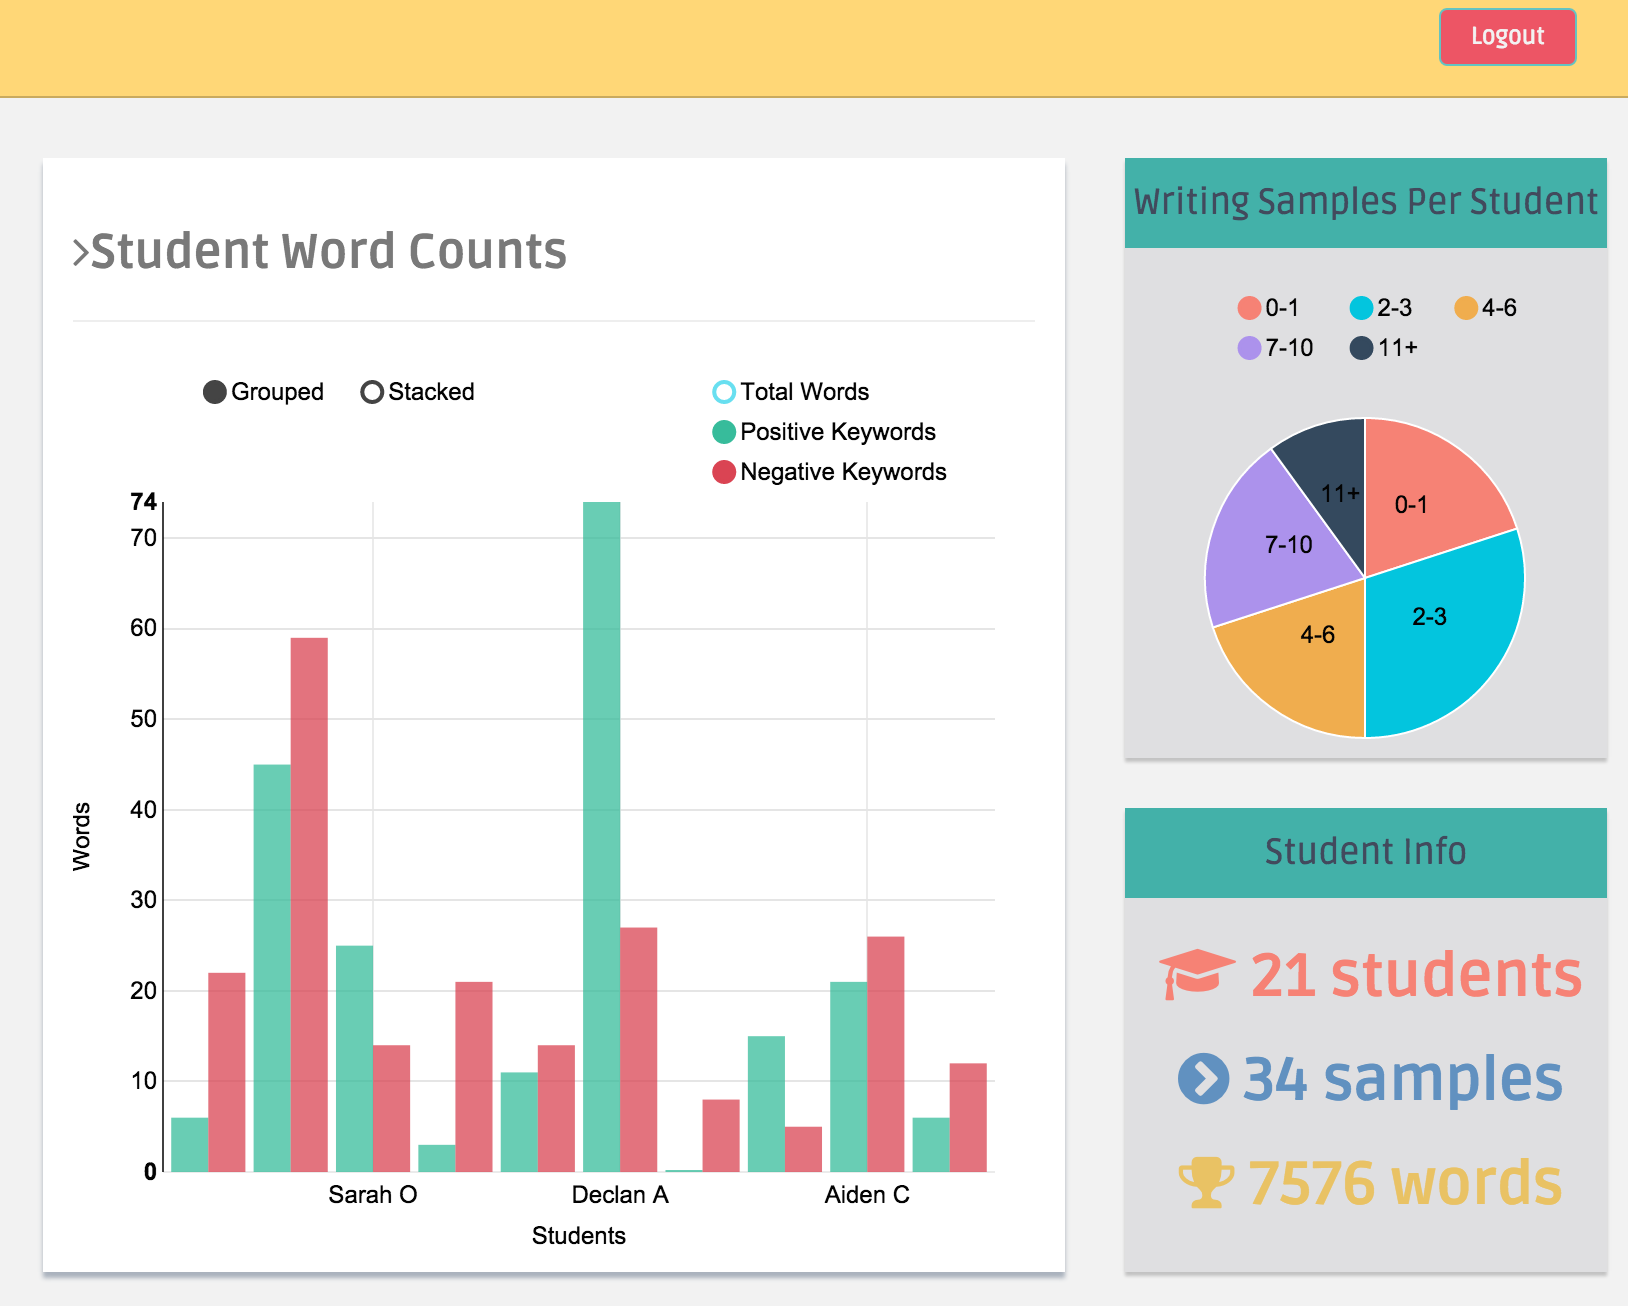 Logout
Student Word Counts
Grouped Stacked
Total Words
Positive Keywords
Negative Keywords
74
70
60
50
40
30
20
10
0
Words
Sarah O Declan A Aiden C
Students
Writing Samples Per Student
0-1 2-3 4-6
7-10 11+
11+
0-1
7-10
2-3
4-6
Student Info
21 students
34 samples
7576 words